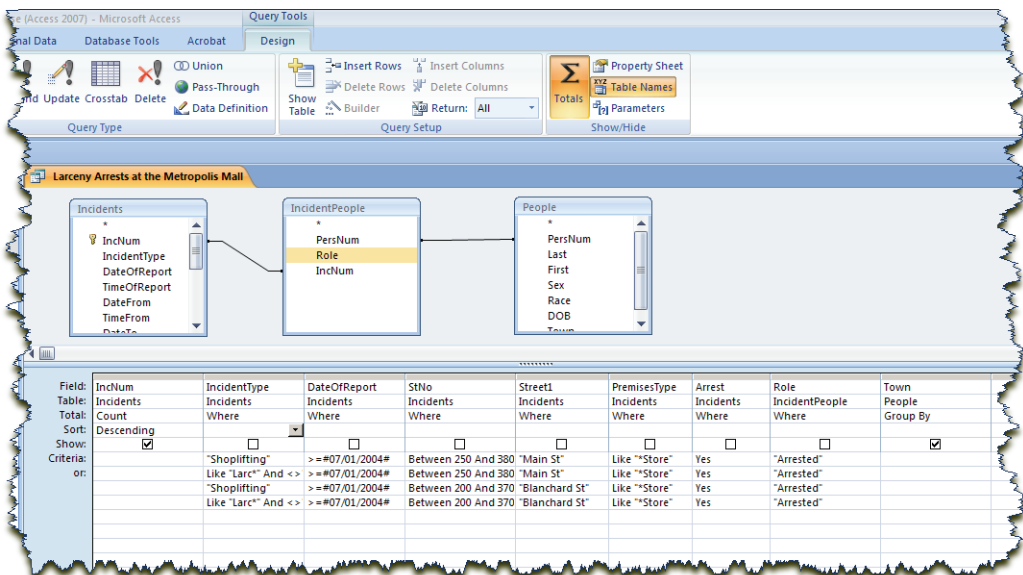 se (Access 2007) - Microsoft Access
Query Tools
nal Data Database Tools Acrobat Design
nd Update Crosstab Delete
Union
Pass-Through
Data Definition
Query Type
Show Table
Insert Rows
Delete Rows
Builder
Insert Columns
Delete Columns
Return: All
Query Setup
Σ
Totals
Property Sheet
XYZ Table Names
Parameters
Show/Hide
Larceny Arrests at the Metropolis Mall
Incidents
*
IncNum
IncidentType
DateOfReport
TimeOfReport
DateFrom
TimeFrom
DateTo
IncidentPeople
*
PersNum
Role
IncNum
People
*
PersNum
Last
First
Sex
Race
DOB
Town
Field: IncNum IncidentType DateOfReport StNo Street1 PremisesType Arrest Role Town
Table: Incidents Incidents Incidents Incidents Incidents Incidents Incidents IncidentPeople People
Total: Count Where Where Where Where Where Where Where Group By
Sort: Descending
Show:
Criteria: "Shoplifting" >=#07/01/2004# Between 250 And 380 "Main St" Like "*Store" Yes "Arrested"
or: Like "Larc*" And <> >=#07/01/2004# Between 250 And 380 "Main St" Like "*Store" Yes "Arrested"
"Shoplifting" >=#07/01/2004# Between 200 And 370 "Blanchard St" Like "*Store" Yes "Arrested"
Like "Larc*" And <> >=#07/01/2004# Between 200 And 370 "Blanchard St" Like "*Store" Yes "Arrested"